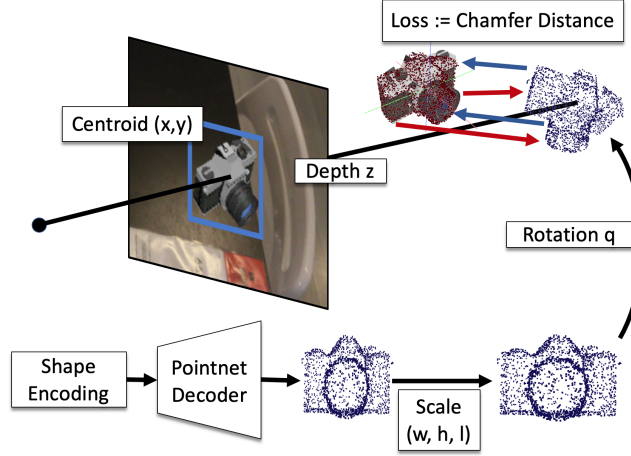 Loss := Chamfer Distance
Centroid (x,y)
Depth z
Rotation q
Shape
Encoding
Pointnet
Decoder
Scale
(w, h, l)